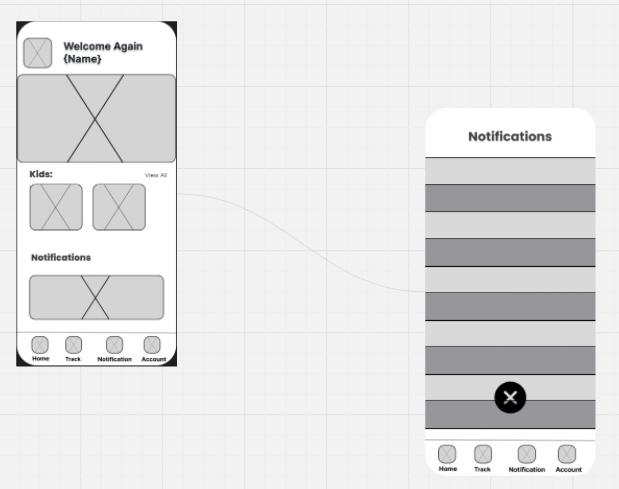 Welcome Again
{Name}
Kids:
View All
Notifications
Home
Track
Notification
Account
Notifications
Home
Track
Notification
Account